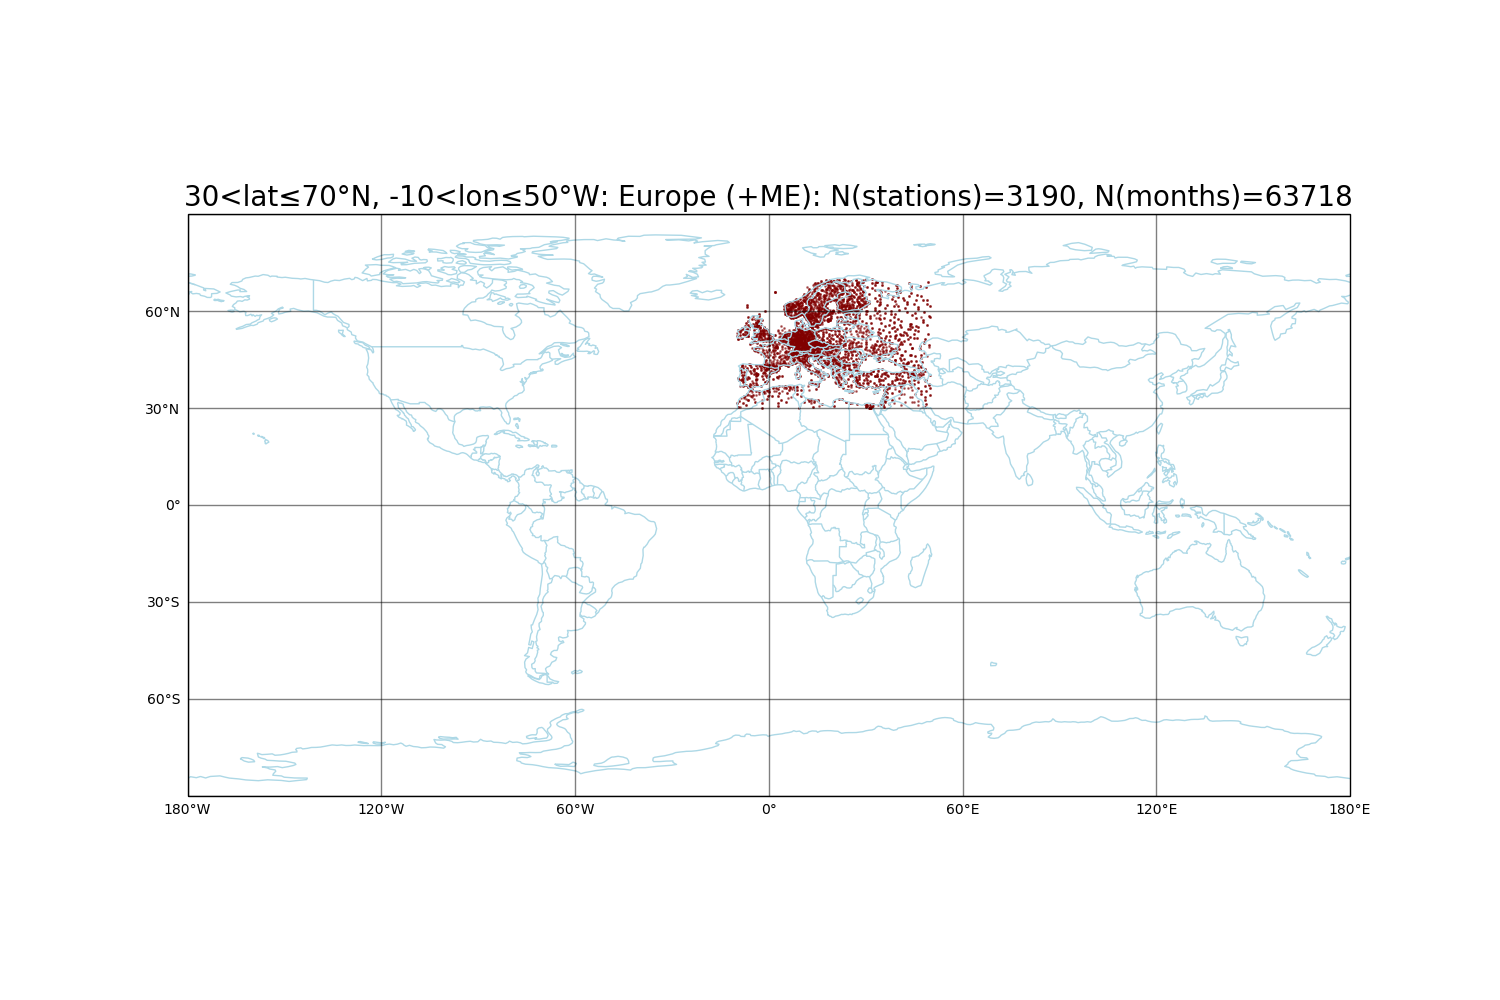 30<lat≤70°N, -10<lon≤50°W: Europe (+ME): N(stations)=3190, N(months)=63718
60°N
30°N
0°
30°S
60°S
180°W 120°W 60°W 0° 60°E 120°E 180°E